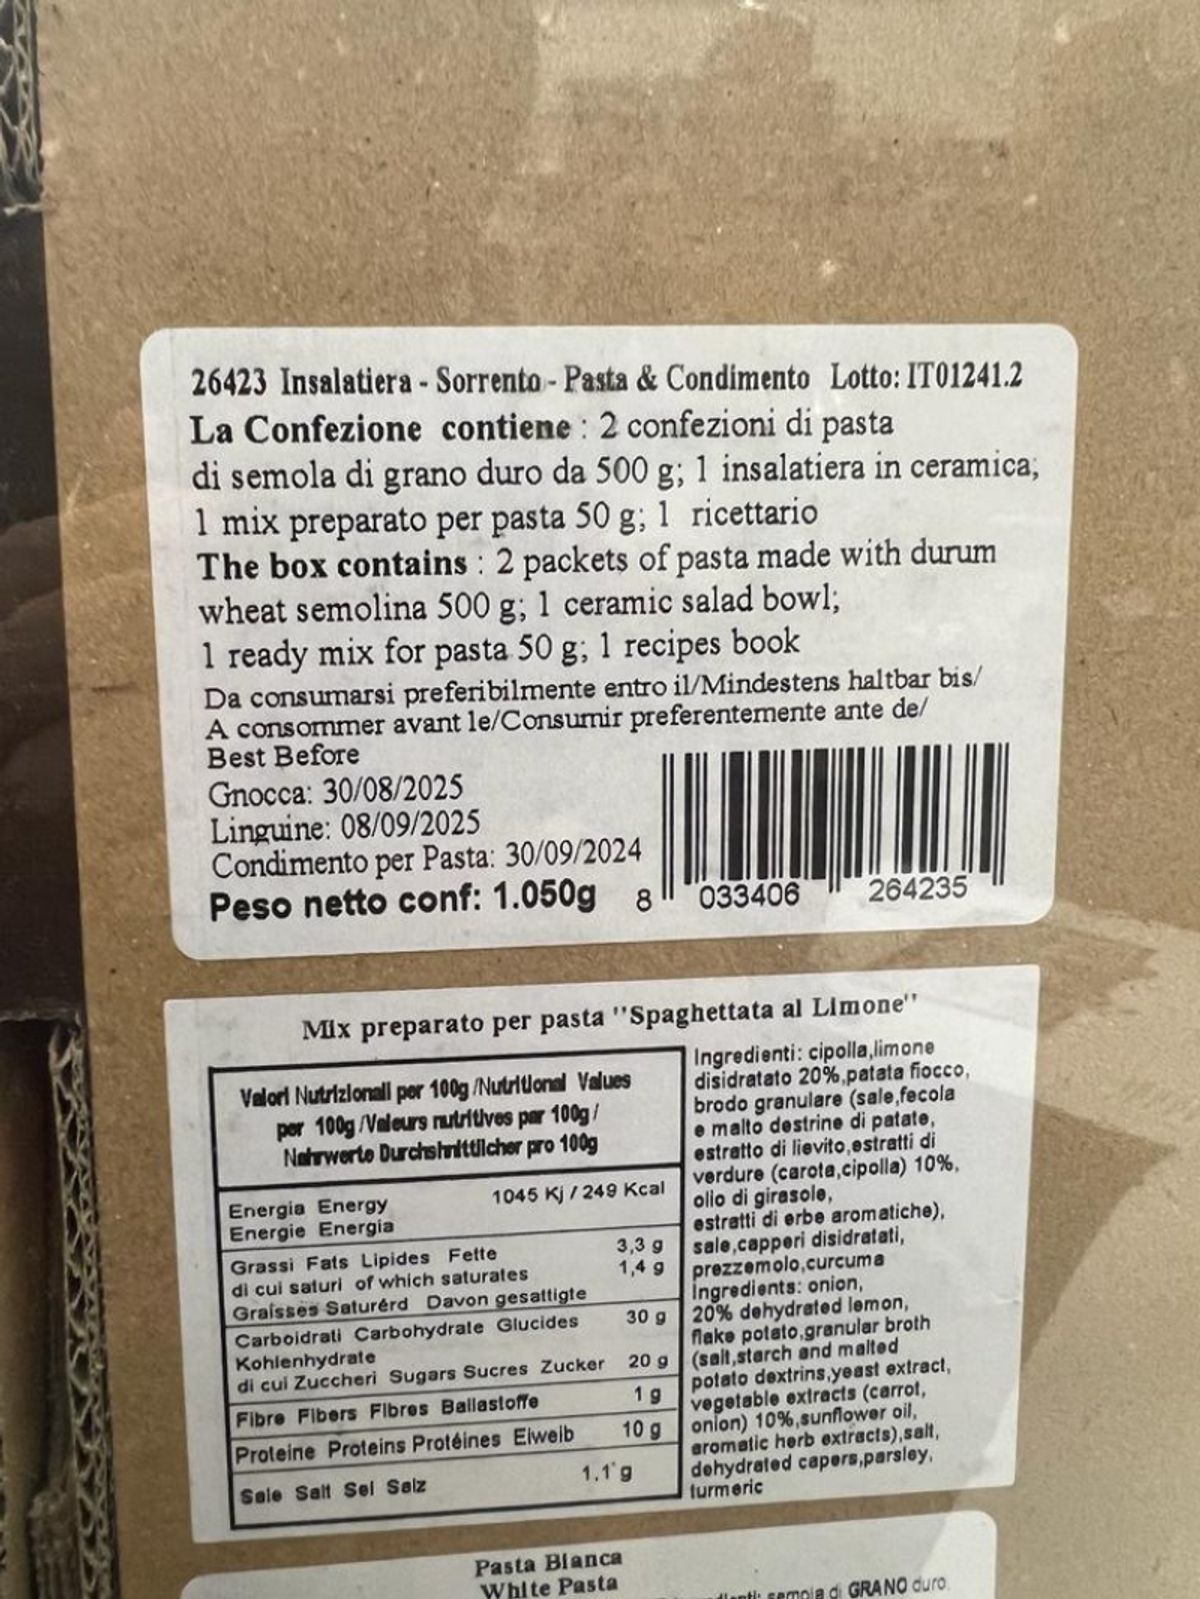 26423 Insalatiera - Sorrento - Pasta & Condimento Lotto: IT01241.2
La Confezione contiene : 2 confezioni di pasta
di semola di grano duro da 500 g; 1 insalatiera in ceramica;
1 mix preparato per pasta 50 g; 1 ricettario
The box contains : 2 packets of pasta made with durum
wheat semolina 500 g; 1 ceramic salad bowl;
1 ready mix for pasta 50 g; 1 recipes book
Da consumarsi preferibilmente entro il/Mindestens haltbar bis/
A consommer avant le/Consumir preferentemente ante de/
Best Before
Gnocca: 30/08/2025
Linguine: 08/09/2025
Condimento per Pasta: 30/09/2024
Peso netto conf: 1.050g
8 033406 264235
Mix preparato per pasta "Spaghettata al Limone"
Valori Nutrizionali per 100g /Nutritional Values
per 100g /Valeurs nutritives par 100g /
Nahrwerte Durchshnittlicher pro 100g
Energia Energy 1045 Kj / 249 Kcal
Energie Energia
Grassi Fats Lipides Fette 3,3 g
di cui saturi of which saturates 1,4 g
Graisses Saturérd Davon gesattigte
Carboidrati Carbohydrate Glucides 30 g
Kohlenhydrate
di cui Zuccheri Sugars Sucres Zucker 20 g
Fibre Fibers Fibres Ballastoffe 1 g
Proteine Proteins Protéines Eiweib 10 g
Sale Salt Sel Salz 1,1 g
Ingredienti: cipolla,limone
disidratato 20%,patata fiocco,
brodo granulare (sale,fecola
e malto destrine di patate,
estratto di lievito,estratti di
verdure (carota,cipolla) 10%,
olio di girasole,
estratti di erbe aromatiche),
sale,capperi disidratati,
prezzemolo,curcuma
Ingredients: onion,
20% dehydrated lemon,
flake potato,granular broth
(salt,starch and malted
potato dextrins,yeast extract,
vegetable extracts (carrot,
onion) 10%,sunflower oil,
aromatic herb extracts),salt,
dehydrated capers,parsley,
turmeric
Pasta Bianca
White Pasta
semola di GRANO duro.